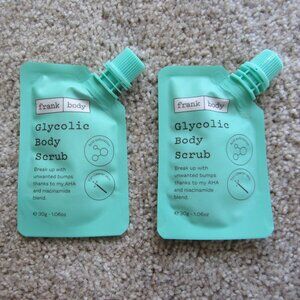 frank body
Glycolic
Body
Scrub
Break up with
unwanted bumps
thanks to my AHA
and niacinamide
blend.
℮ 30g - 1.06oz
frank body
Glycolic
Body
Scrub
Break up with
unwanted bumps
thanks to my AHA
and niacinamide
blend.
℮ 30g - 1.06oz